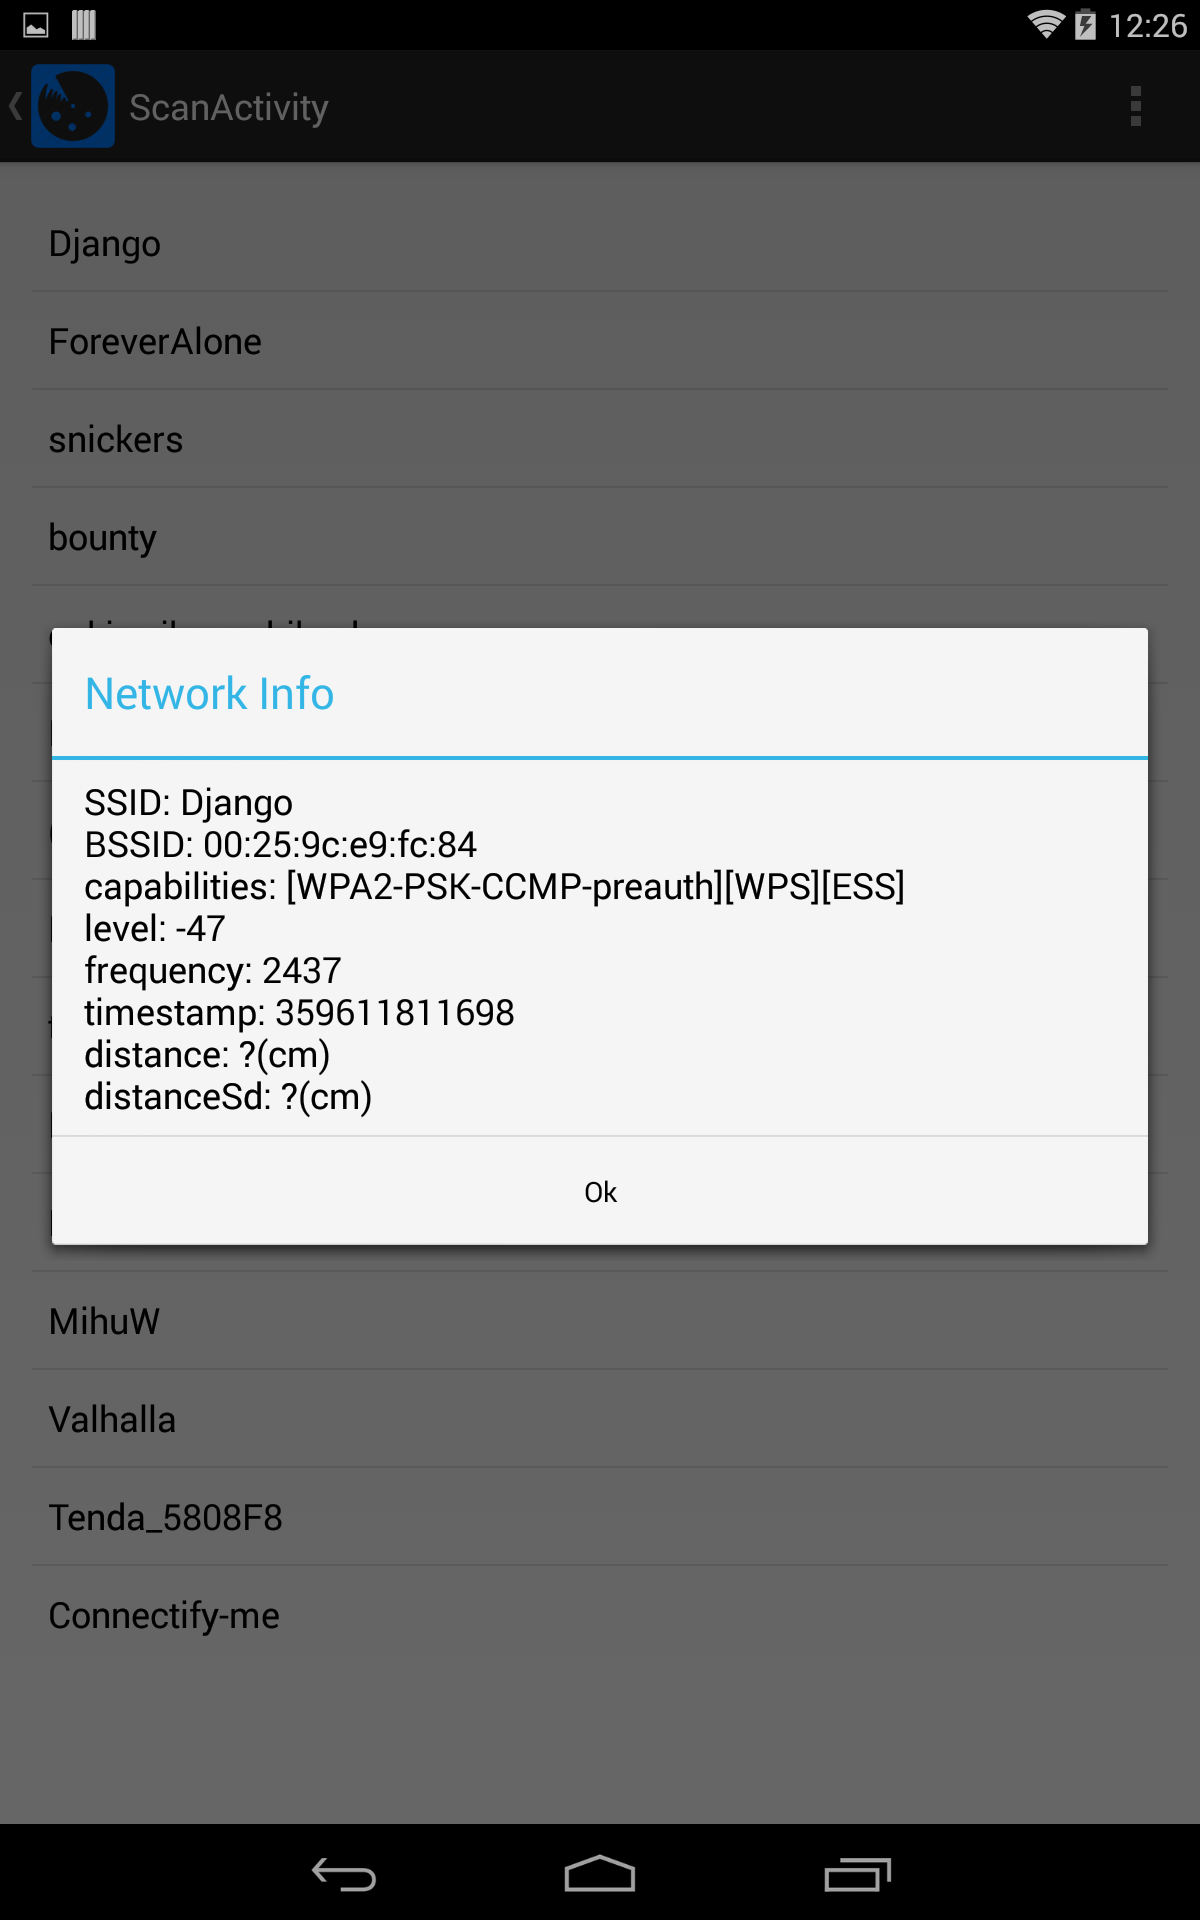 12:26
ScanActivity
Django
ForeverAlone
snickers
bounty
Network Info
SSID: Django
BSSID: 00:25:9c:e9:fc:84
capabilities: [WPA2-PSK-CCMP-preauth][WPS][ESS]
level: -47
frequency: 2437
timestamp: 359611811698
distance: ?(cm)
distanceSd: ?(cm)
Ok
MihuW
Valhalla
Tenda_5808F8
Connectify-me